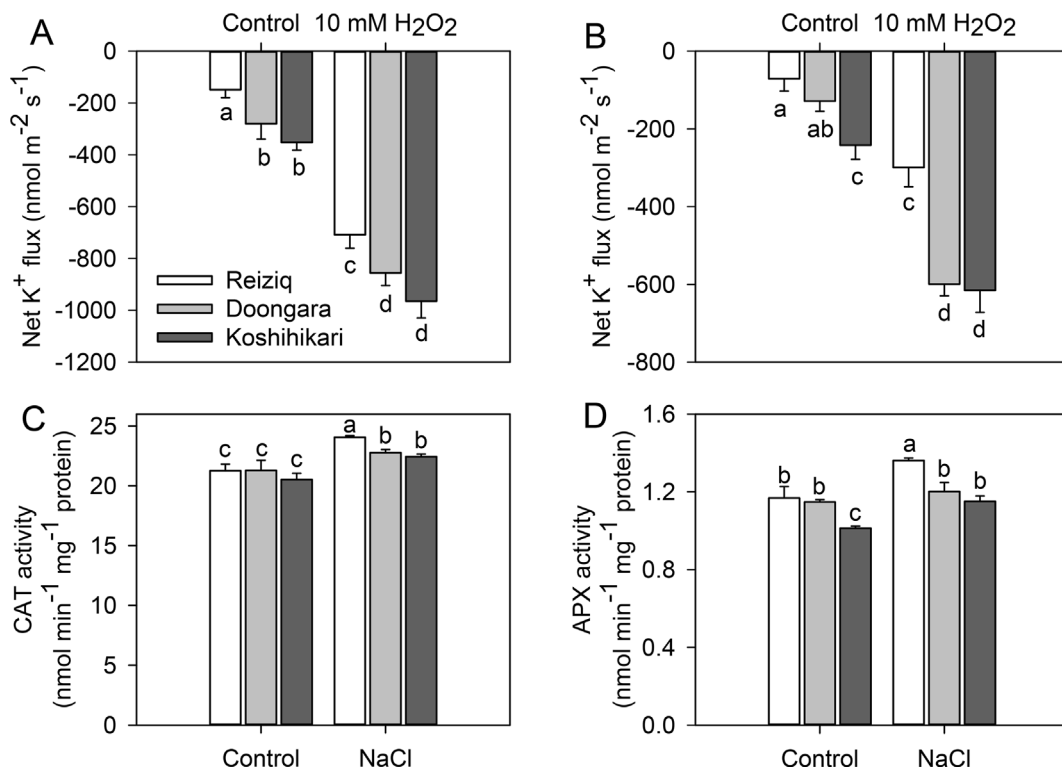 A
Control 10 mM H2O2
0
-200
-400
-600
-800
-1000
-1200
Net K+ flux (nmol m-2 s-1)
a
b
b
c
d
d
Reiziq
Doongara
Koshihikari
B
Control 10 mM H2O2
0
-200
-400
-600
-800
Net K+ flux (nmol m-2 s-1)
a
ab
c
c
d
d
C
25
20
15
10
5
0
CAT activity
(nmol min-1 mg-1 protein)
c
c
c
a
b
b
Control
NaCl
D
1.6
1.2
0.8
0.4
0.0
APX activity
(nmol min-1 mg-1 protein)
b
b
c
a
b
b
Control
NaCl